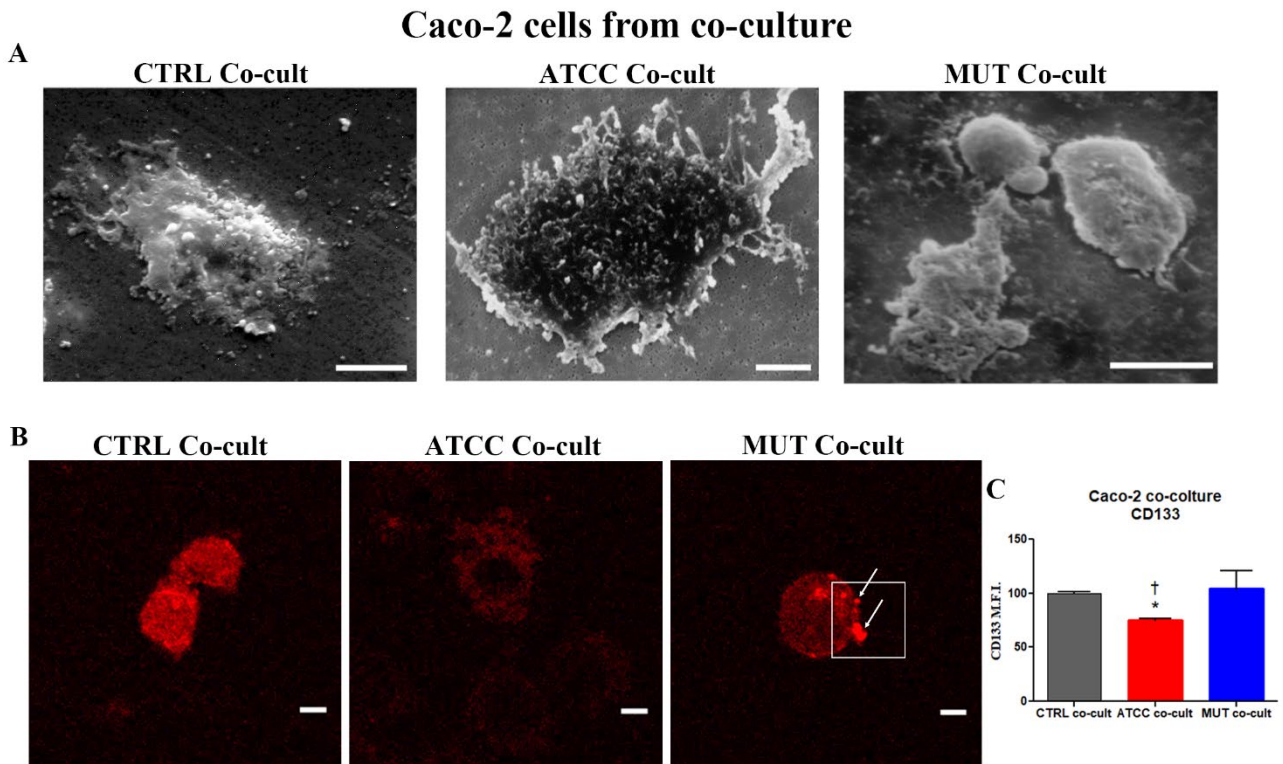 Caco-2 cells from co-culture
A
CTRL Co-cult
ATCC Co-cult
MUT Co-cult
B
CTRL Co-cult
ATCC Co-cult
MUT Co-cult
C
Caco-2 co-colture
CD133
CD133 M.F.I.
150
100
50
0
†
*
CTRL co-cult
ATCC co-cult
MUT co-cult